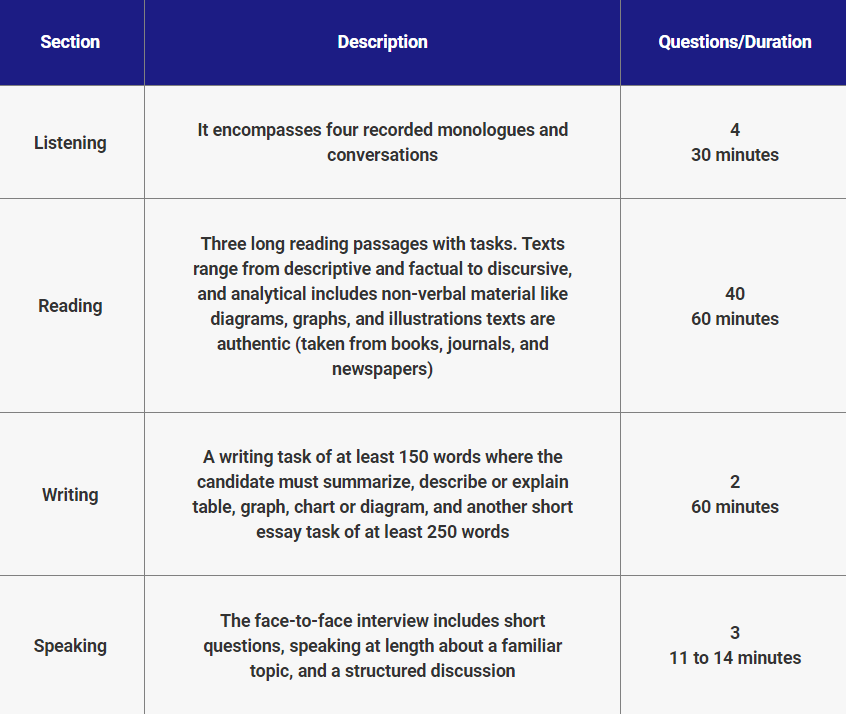 Section Description Questions/Duration
Listening
It encompasses four recorded monologues and
conversations
4
30 minutes
Reading
Three long reading passages with tasks. Texts
range from descriptive and factual to discursive,
and analytical includes non-verbal material like
diagrams, graphs, and illustrations texts are
authentic (taken from books, journals, and
newspapers)
40
60 minutes
Writing
A writing task of at least 150 words where the
candidate must summarize, describe or explain
table, graph, chart or diagram, and another short
essay task of at least 250 words
2
60 minutes
Speaking
The face-to-face interview includes short
questions, speaking at length about a familiar
topic, and a structured discussion
3
11 to 14 minutes